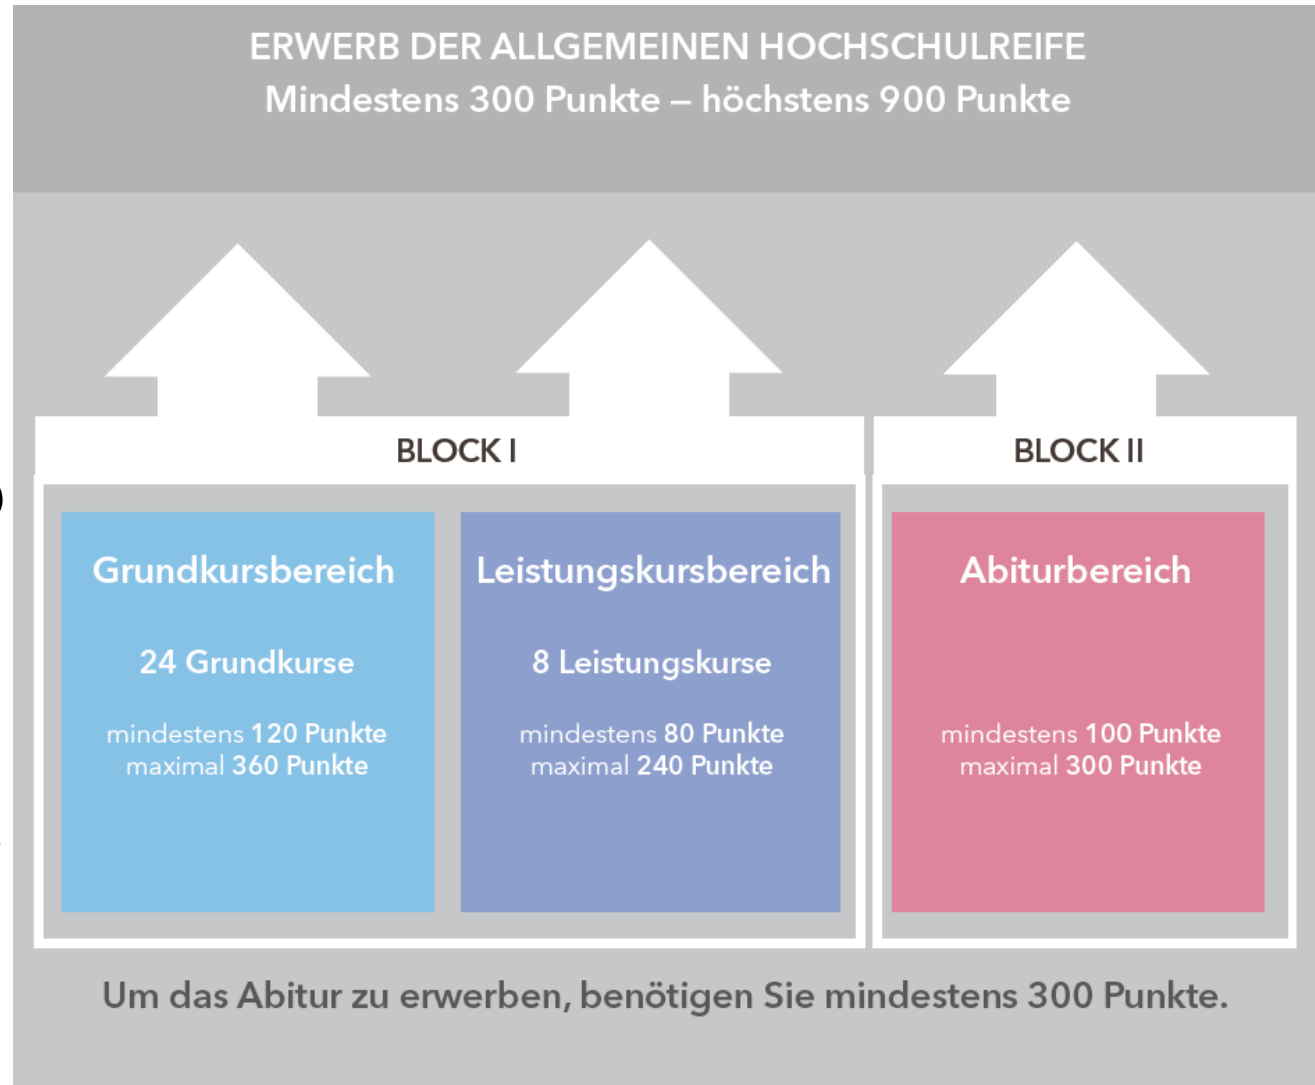 ERWERB DER ALLGEMEINEN HOCHSCHULREIFE
Mindestens 300 Punkte – höchstens 900 Punkte
BLOCK I
Grundkursbereich
24 Grundkurse
mindestens 120 Punkte
maximal 360 Punkte
Leistungskursbereich
8 Leistungskurse
mindestens 80 Punkte
maximal 240 Punkte
BLOCK II
Abiturbereich
mindestens 100 Punkte
maximal 300 Punkte
Um das Abitur zu erwerben, benötigen Sie mindestens 300 Punkte.